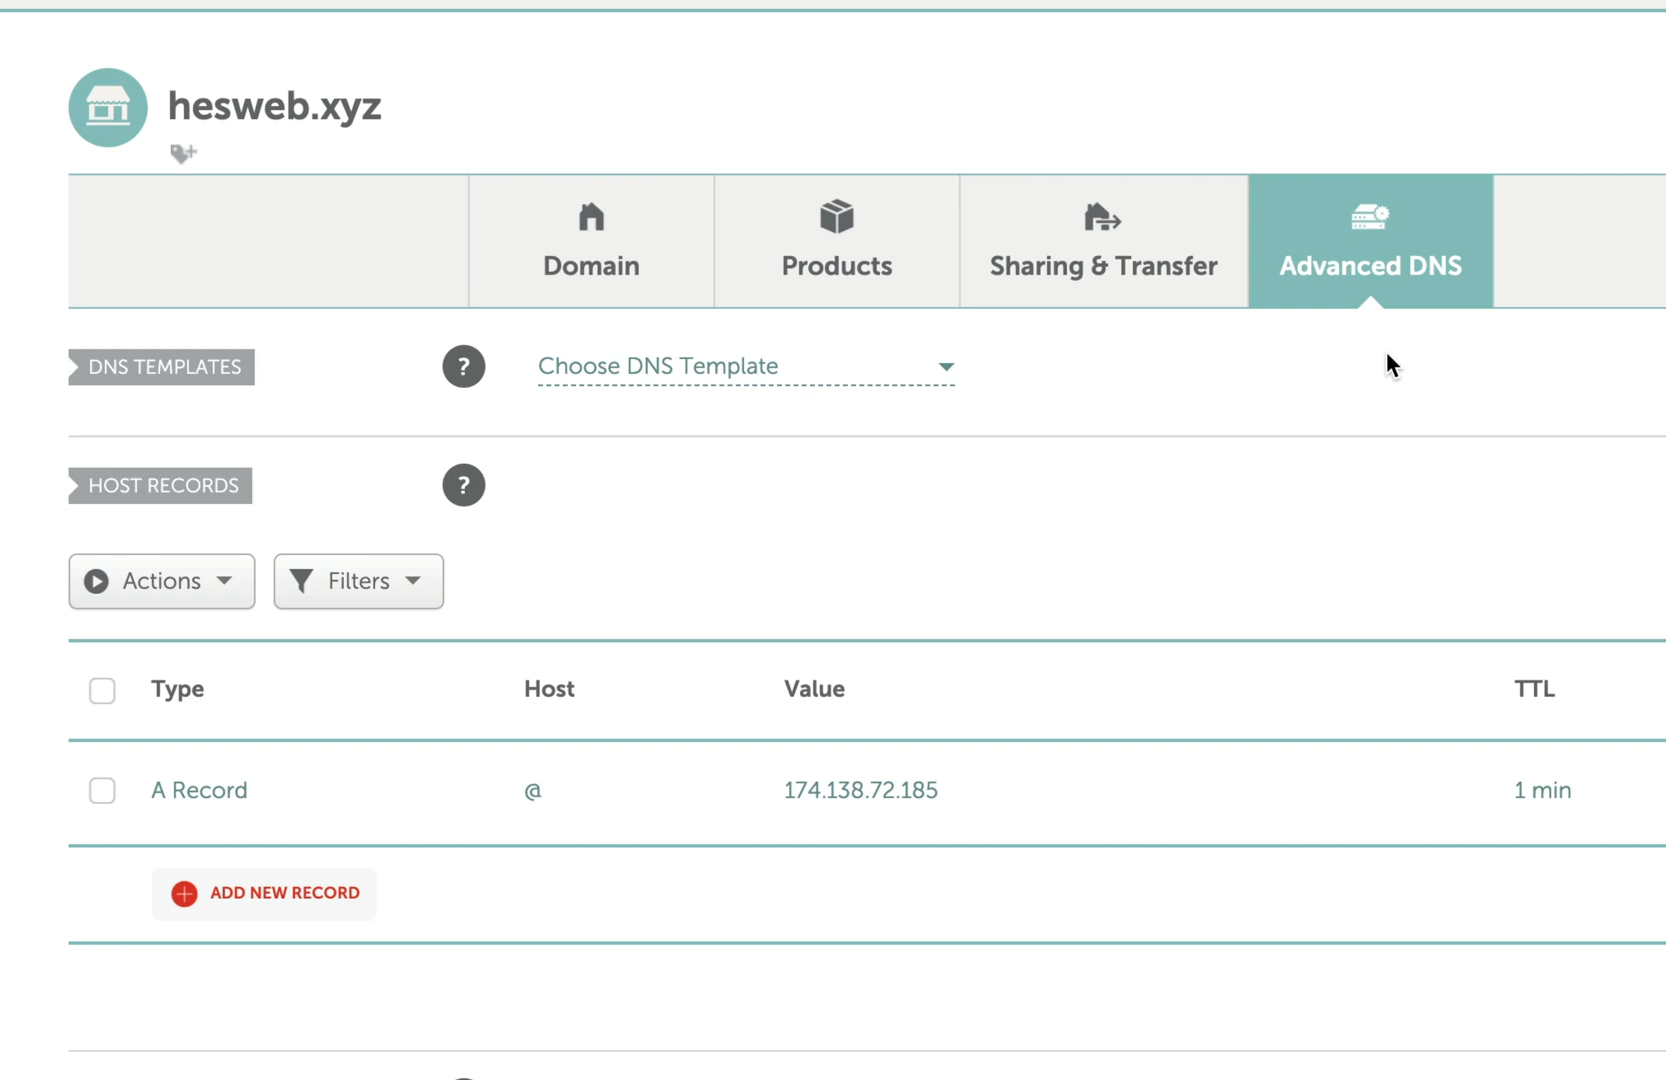 hesweb.xyz
Domain
Products
Sharing & Transfer
Advanced DNS
DNS TEMPLATES
?
Choose DNS Template
HOST RECORDS
?
Actions
Filters
Type
Host
Value
TTL
A Record
@
174.138.72.185
1 min
ADD NEW RECORD